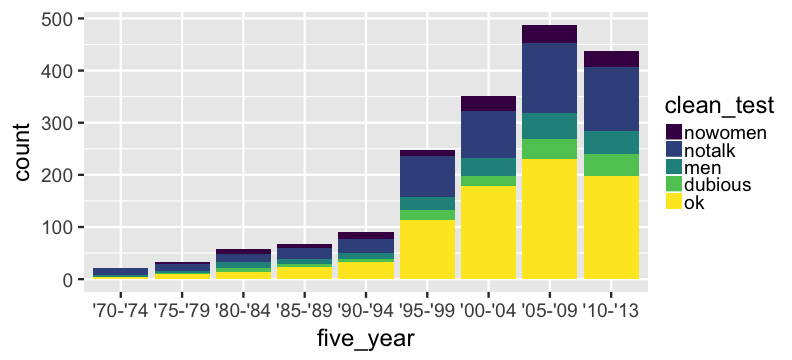 500
400
300
200
100
0
count
'70-'74 '75-'79 '80-'84 '85-'89 '90-'94 '95-'99 '00-'04 '05-'09 '10-'13
five_year
clean_test
nowomen
notalk
men
dubious
ok